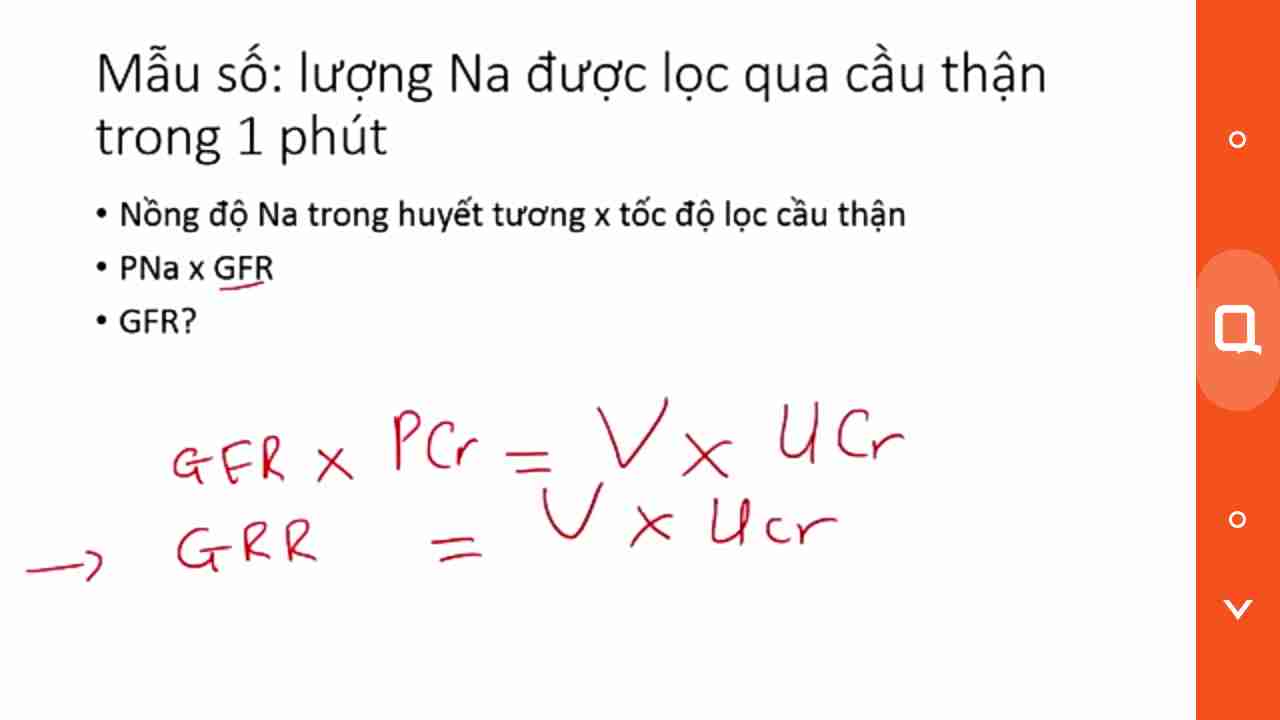 Mẫu số: lượng Na được lọc qua cầu thận
trong 1 phút
• Nồng độ Na trong huyết tương x tốc độ lọc cầu thận
• PNa x GFR
• GFR?
GFR x PCr = V x UCr
→ GRR = V x Ucr